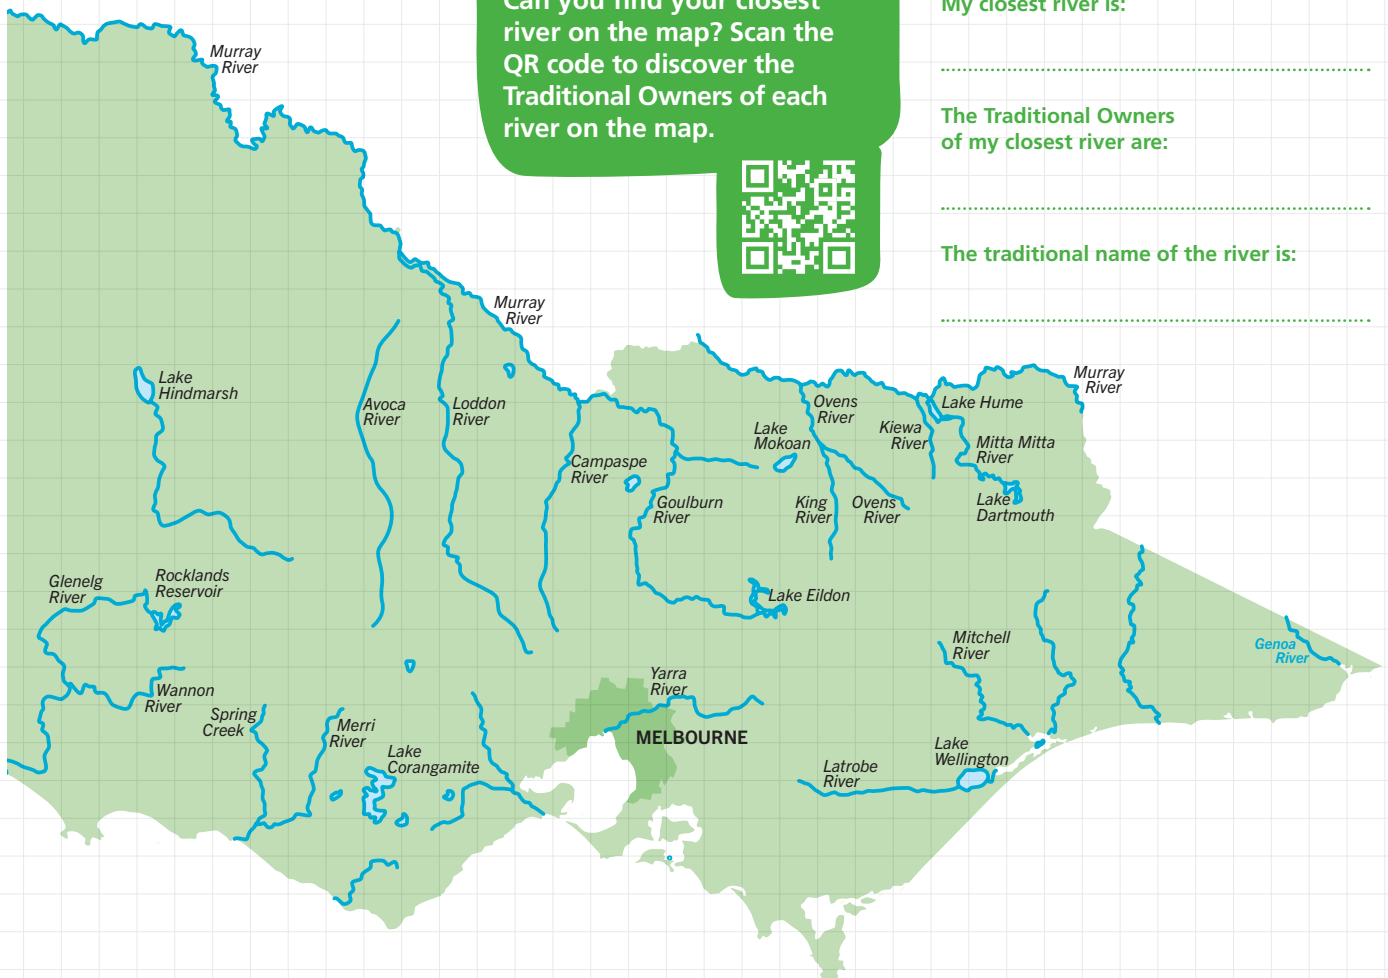 Can you find your closest
river on the map? Scan the
QR code to discover the
Traditional Owners of each
river on the map.
My closest river is:
The Traditional Owners
of my closest river are:
The traditional name of the river is:
Murray
River
Murray
River
Murray
River
Lake
Hindmarsh
Avoca
River
Loddon
River
Campaspe
River
Goulburn
River
Lake
Mokoan
Ovens
River
Kiewa
River
Lake Hume
Mitta Mitta
River
King
River
Ovens
River
Lake
Dartmouth
Glenelg
River
Rocklands
Reservoir
Lake Eildon
Wannon
River
Spring
Creek
Merri
River
Lake
Corangamite
Yarra
River
MELBOURNE
Mitchell
River
Genoa
River
Lake
Wellington
Latrobe
River